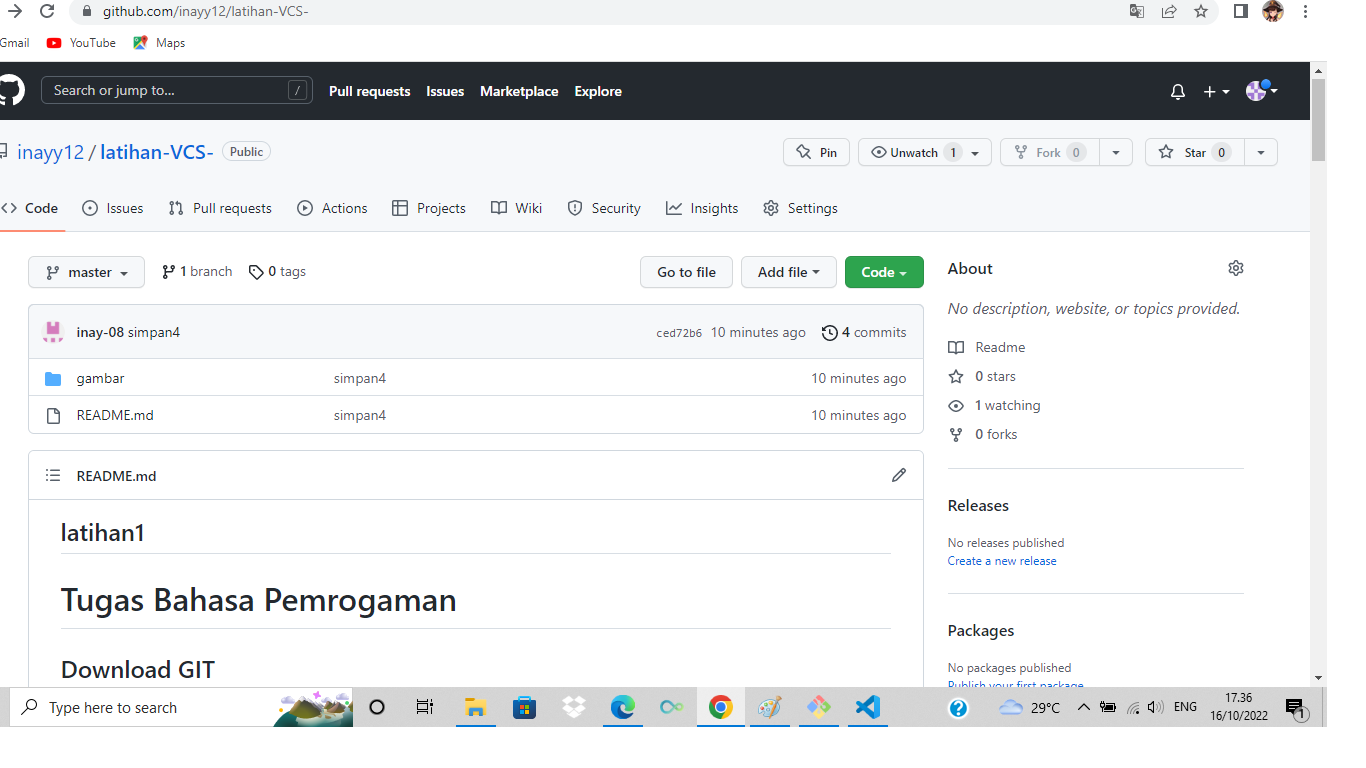 github.com/inayy12/latihan-VCS-
Gmail YouTube Maps
Search or jump to... / Pull requests Issues Marketplace Explore
inayy12 / latihan-VCS- Public Pin Unwatch 1 Fork 0 Star 0
Code Issues Pull requests Actions Projects Wiki Security Insights Settings
master 1 branch 0 tags Go to file Add file Code
inay-08 simpan4 ced72b6 10 minutes ago 4 commits
gambar simpan4 10 minutes ago
README.md simpan4 10 minutes ago
README.md
latihan1
Tugas Bahasa Pemrogaman
Download GIT
About
No description, website, or topics provided.
Readme
0 stars
1 watching
0 forks
Releases
No releases published
Create a new release
Packages
No packages published
Publish your first package
Type here to search 29°C ENG 17.36
16/10/2022 1